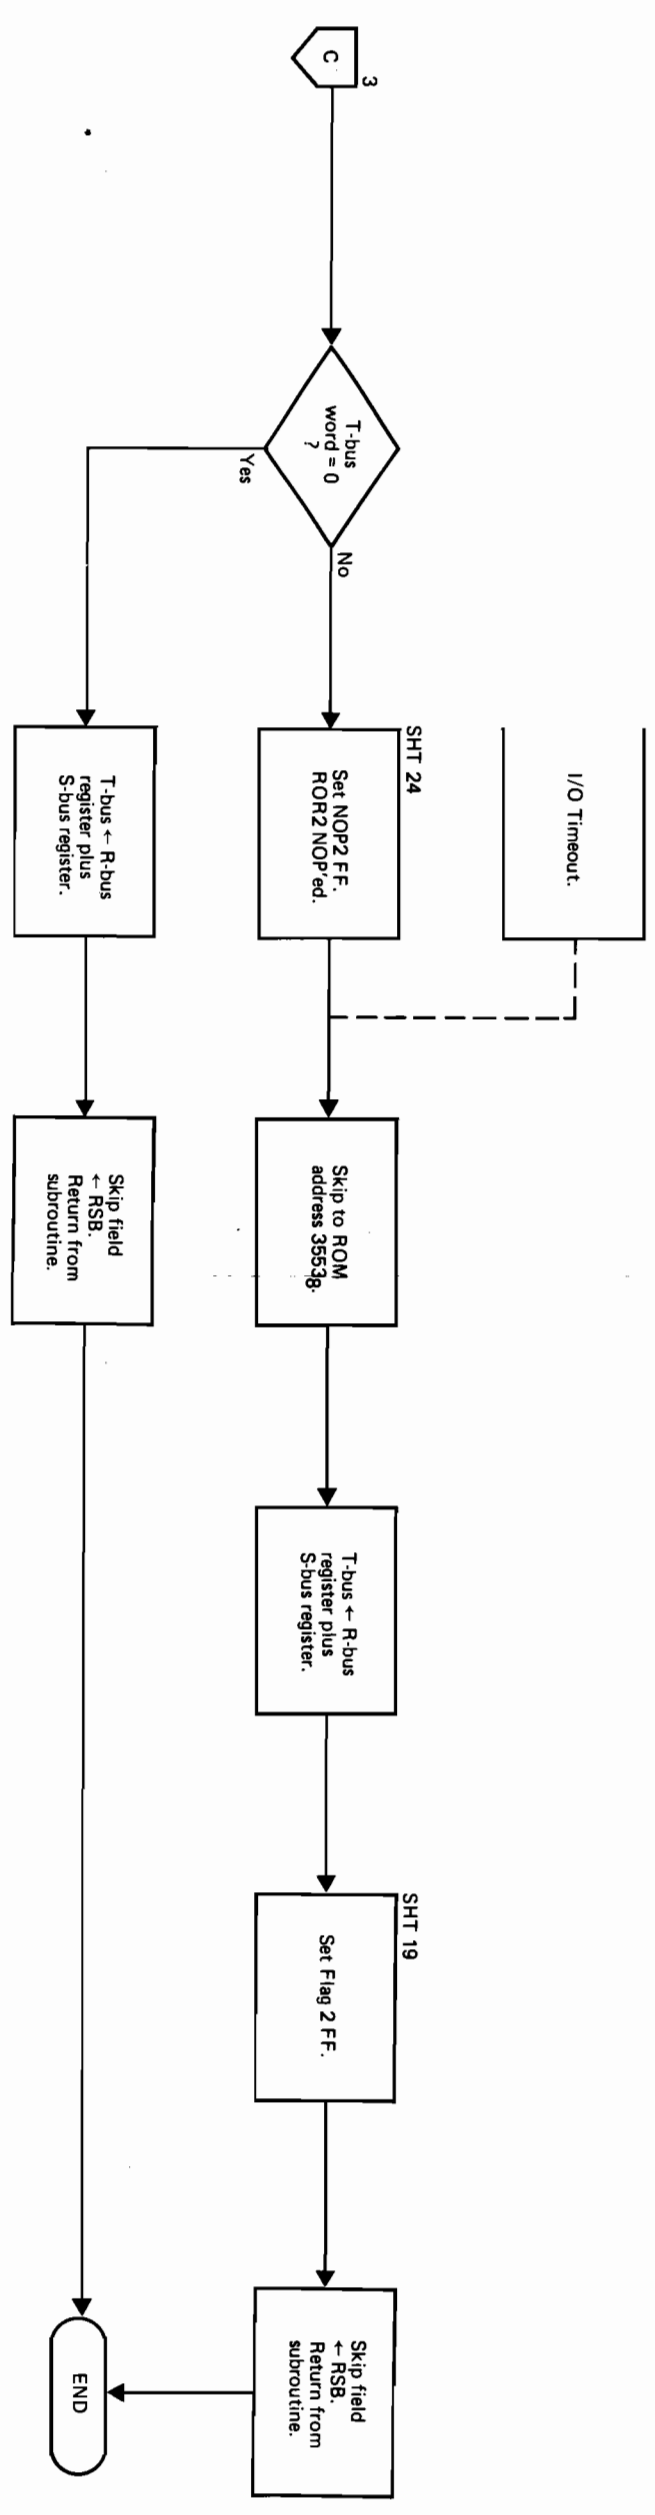 3
C
T-bus
word = 0
?
Yes
No
I/O Timeout.
SHT 24
Set NOP2 FF.
ROR2 NOP'ed.
T-bus ← R-bus
register plus
S-bus register.
Skip to ROM
address 3553₈.
Skip field
← RSB.
Return from
subroutine.
T-bus ← R-bus
register plus
S-bus register.
SHT 19
Set Flag 2 FF.
Skip field
← RSB.
Return from
subroutine.
END